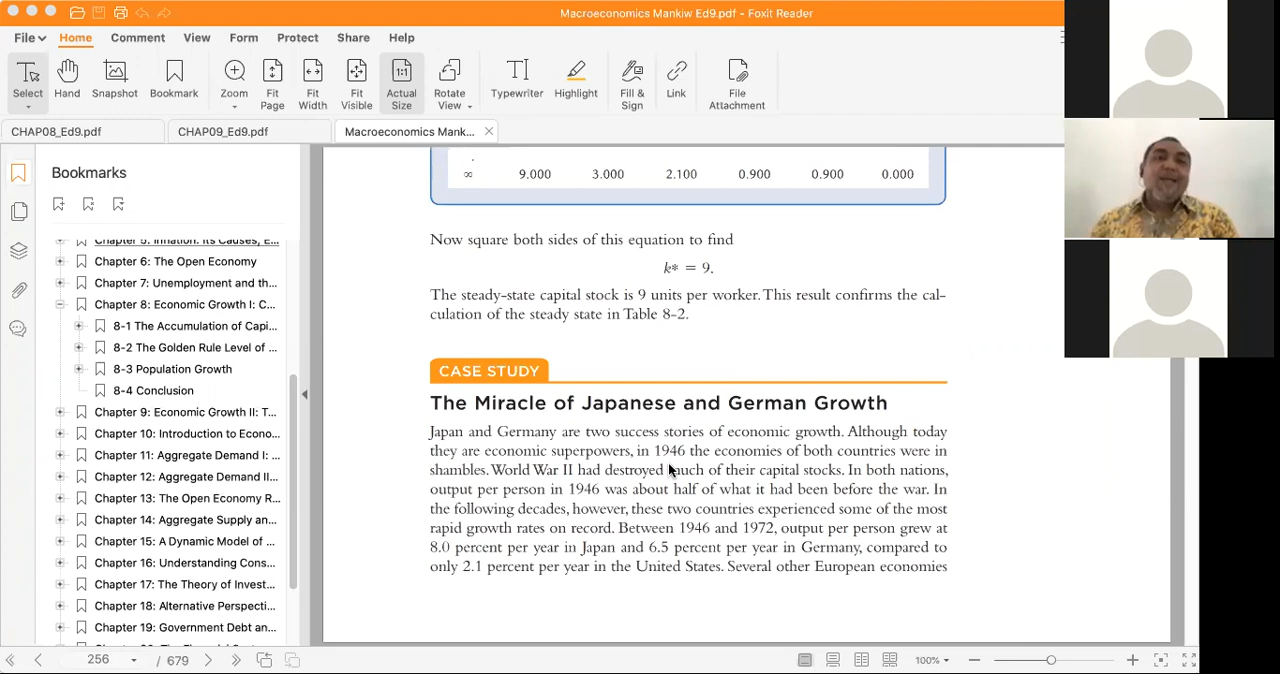 Macroeconomics Mankiw Ed9.pdf - Foxit Reader
File Home Comment View Form Protect Share Help
Select Hand Snapshot Bookmark Zoom Fit Page Fit Width Fit Visible Actual Size Rotate View Typewriter Highlight Fill & Sign Link File Attachment
CHAP08_Ed9.pdf CHAP09_Ed9.pdf Macroeconomics Mank...
Bookmarks
Chapter 5: Inflation: Its Causes, E...
Chapter 6: The Open Economy
Chapter 7: Unemployment and th...
Chapter 8: Economic Growth I: C...
8-1 The Accumulation of Capi...
8-2 The Golden Rule Level of ...
8-3 Population Growth
8-4 Conclusion
Chapter 9: Economic Growth II: T...
Chapter 10: Introduction to Econo...
Chapter 11: Aggregate Demand I: ...
Chapter 12: Aggregate Demand II...
Chapter 13: The Open Economy R...
Chapter 14: Aggregate Supply an...
Chapter 15: A Dynamic Model of ...
Chapter 16: Understanding Cons...
Chapter 17: The Theory of Invest...
Chapter 18: Alternative Perspecti...
Chapter 19: Government Debt an...
∞ 9.000 3.000 2.100 0.900 0.900 0.000
Now square both sides of this equation to find
k* = 9.
The steady-state capital stock is 9 units per worker. This result confirms the cal-
culation of the steady state in Table 8-2.
CASE STUDY
The Miracle of Japanese and German Growth
Japan and Germany are two success stories of economic growth. Although today
they are economic superpowers, in 1946 the economies of both countries were in
shambles. World War II had destroyed much of their capital stocks. In both nations,
output per person in 1946 was about half of what it had been before the war. In
the following decades, however, these two countries experienced some of the most
rapid growth rates on record. Between 1946 and 1972, output per person grew at
8.0 percent per year in Japan and 6.5 percent per year in Germany, compared to
only 2.1 percent per year in the United States. Several other European economies
256 / 679
100%